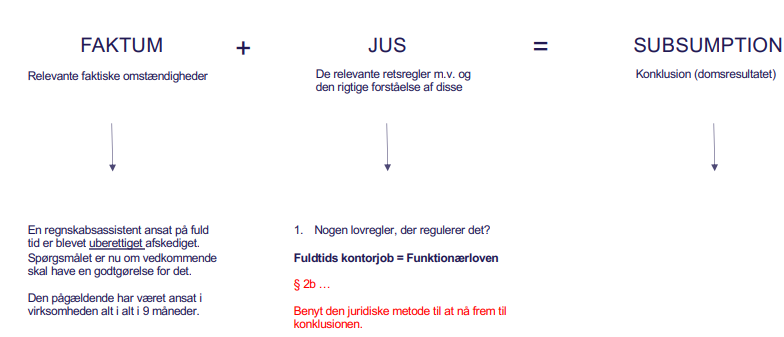 FAKTUM + JUS = SUBSUMPTION
Relevante faktiske omstændigheder
De relevante retsregler m.v. og
den rigtige forståelse af disse
Konklusion (domsresultatet)
En regnskabsassistent ansat på fuld
tid er blevet uberettiget afskediget.
Spørgsmålet er nu om vedkommende
skal have en godtgørelse for det.
Den pågældende har været ansat i
virksomheden alt i alt i 9 måneder.
1. Nogen lovregler, der regulerer det?
Fuldtids kontorjob = Funktionærloven
§ 2b ...
Benyt den juridiske metode til at nå frem til
konklusionen.